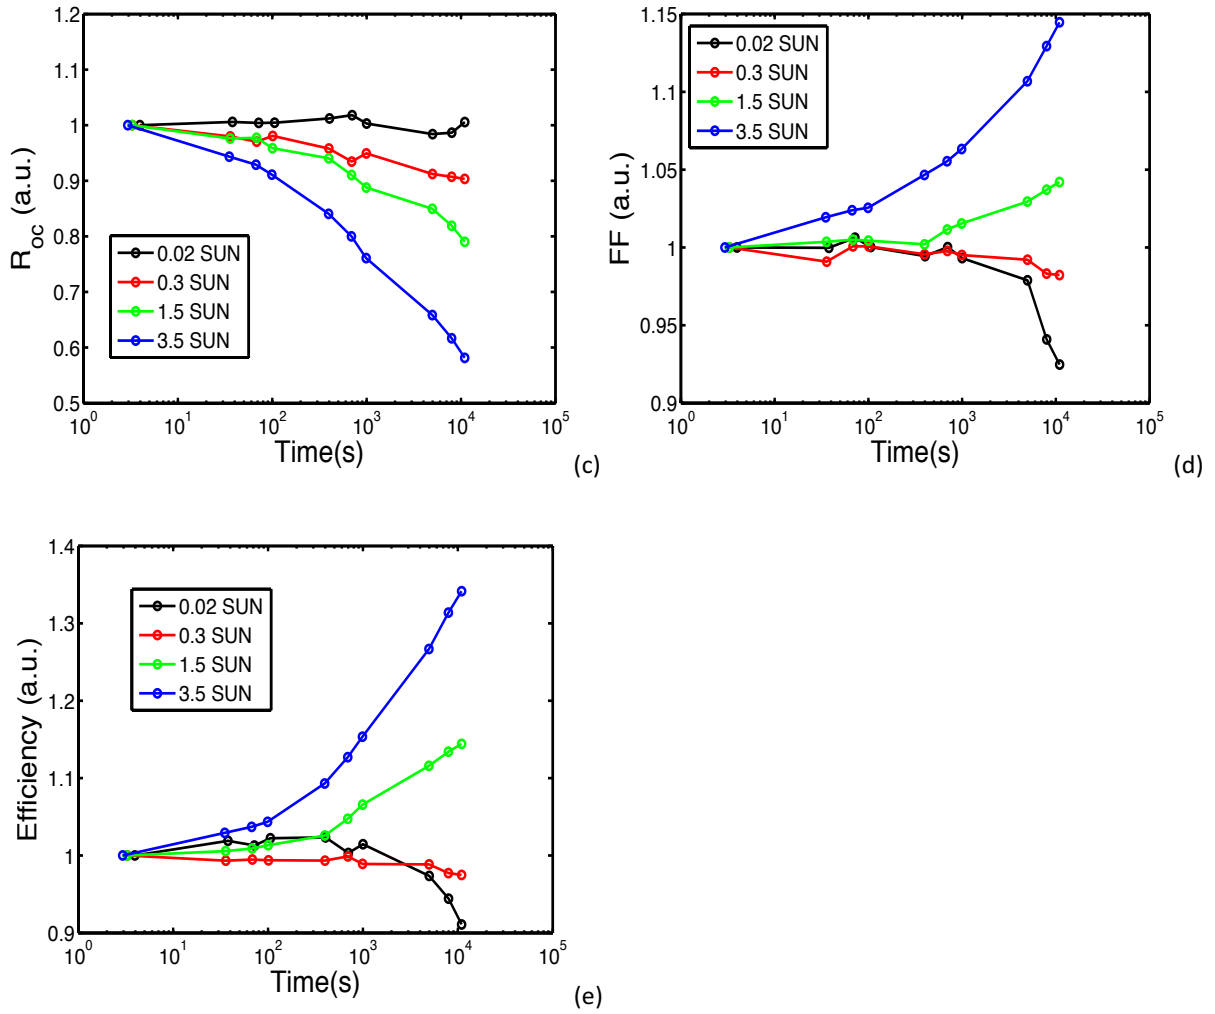 1.2
1.1
1
0.9
0.8
0.7
0.6
0.5
R_oc (a.u.)
0.02 SUN
0.3 SUN
1.5 SUN
3.5 SUN
10^0 10^1 10^2 10^3 10^4 10^5
Time(s)
(c)
1.15
1.1
1.05
1
0.95
0.9
FF (a.u.)
0.02 SUN
0.3 SUN
1.5 SUN
3.5 SUN
10^0 10^1 10^2 10^3 10^4 10^5
Time(s)
(d)
1.4
1.3
1.2
1.1
1
0.9
Efficiency (a.u.)
0.02 SUN
0.3 SUN
1.5 SUN
3.5 SUN
10^0 10^1 10^2 10^3 10^4 10^5
Time(s)
(e)